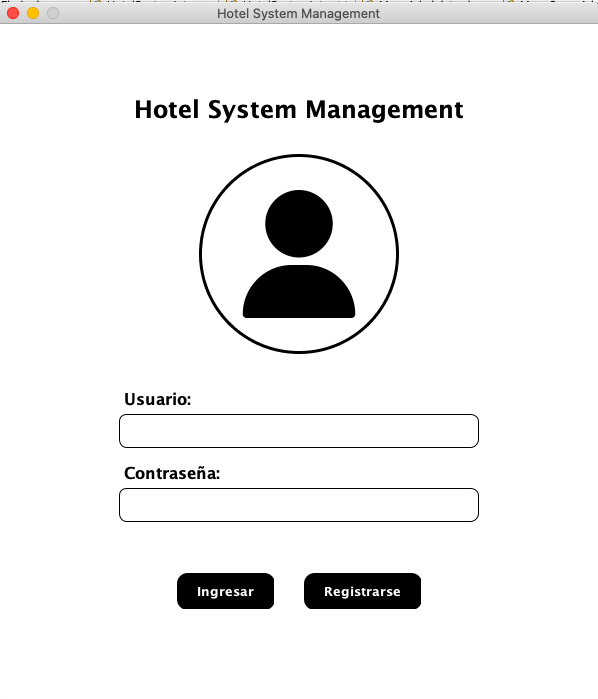 Hotel System Management
Hotel System Management
Usuario:
Contraseña:
Ingresar
Registrarse